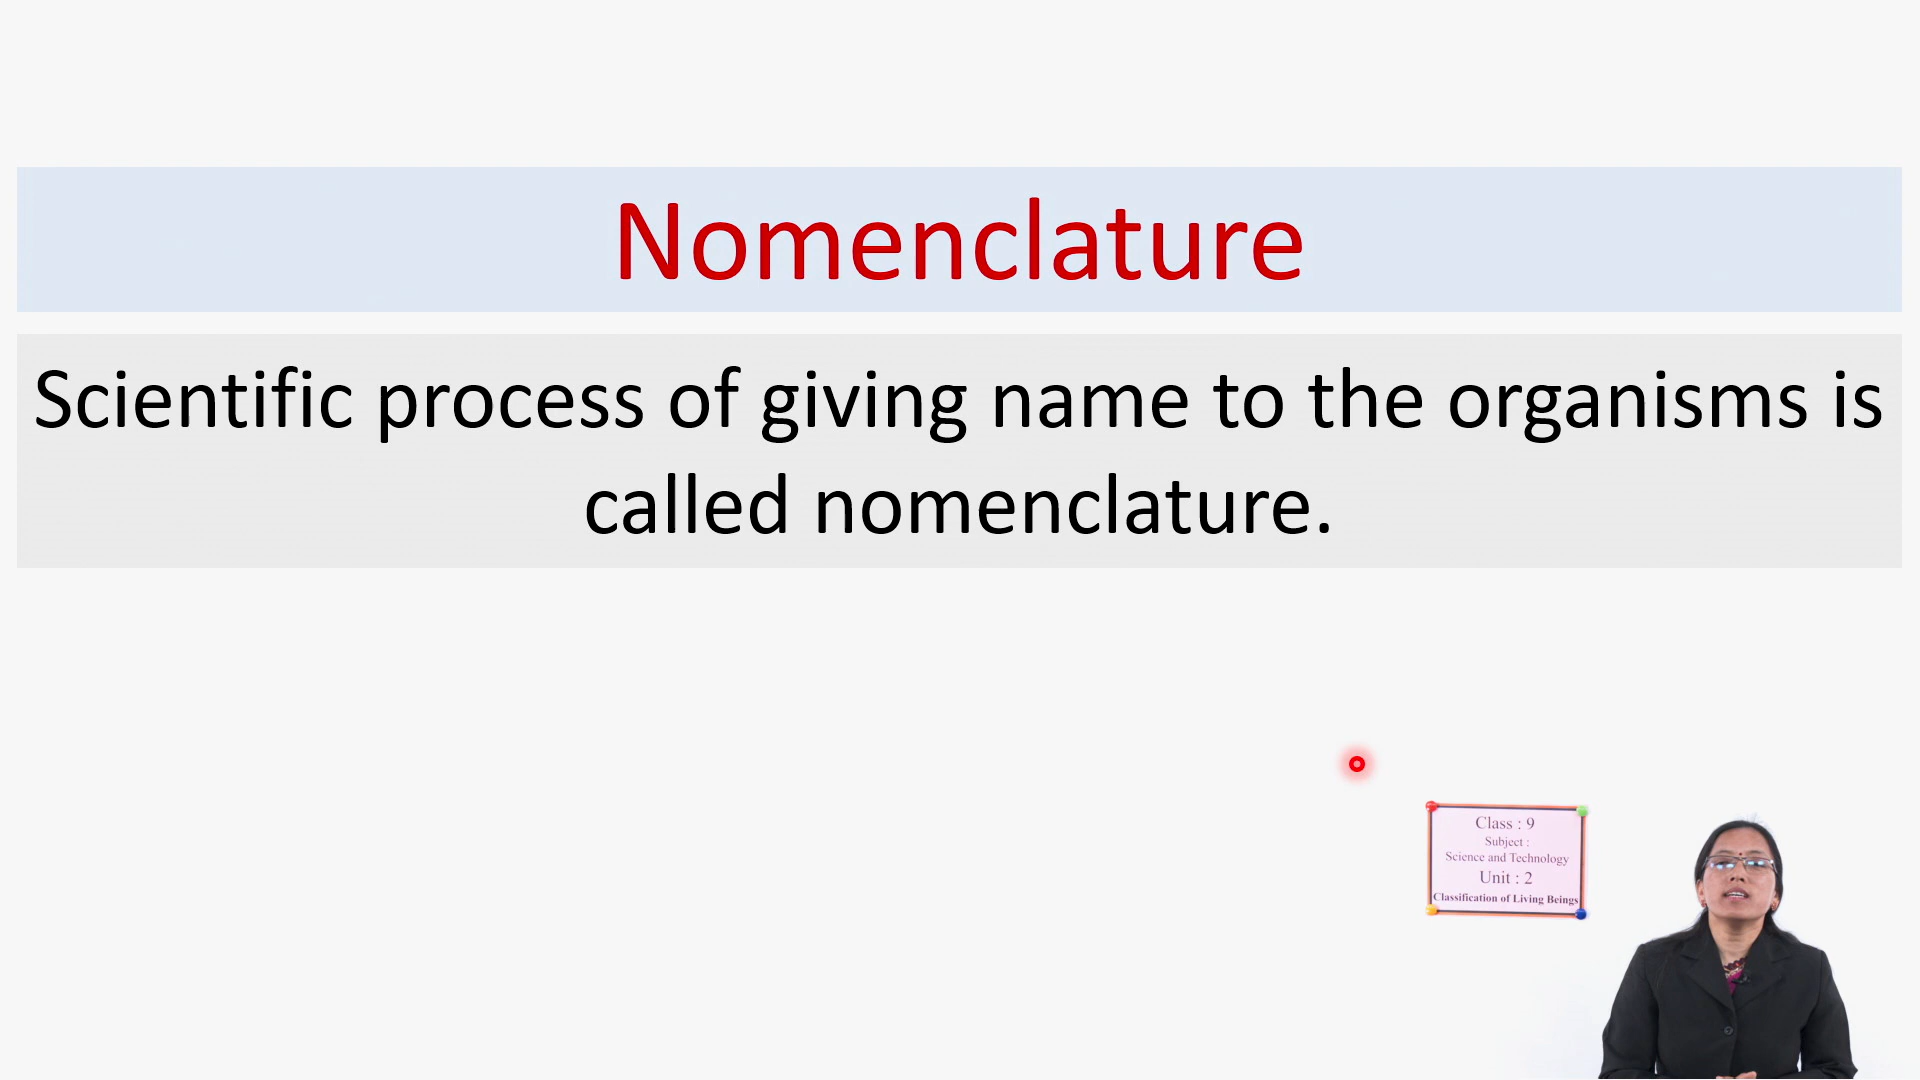 Nomenclature
Scientific process of giving name to the organisms is
called nomenclature.
Class : 9
Subject :
Science and Technology
Unit : 2
Classification of Living Beings